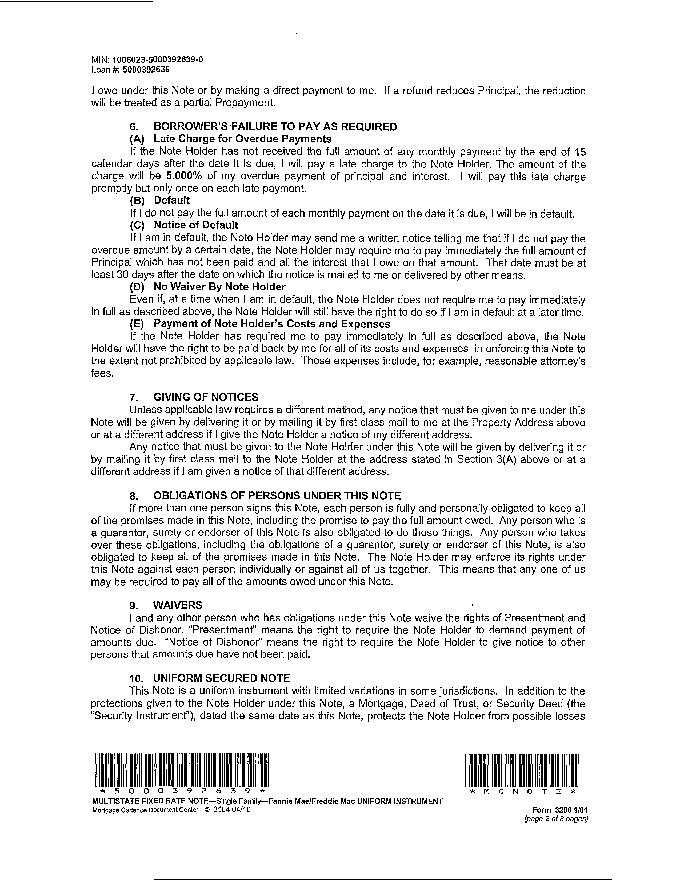 MIN: 1006023-5000392639-0
Loan #: 5000392639
I owe under this Note or by making a direct payment to me. If a refund reduces Principal, the reduction
will be treated as a partial Prepayment.
6. BORROWER'S FAILURE TO PAY AS REQUIRED
(A) Late Charge for Overdue Payments
If the Note Holder has not received the full amount of any monthly payment by the end of 15
calendar days after the date it is due, I will pay a late charge to the Note Holder. The amount of the
charge will be 5.000% of my overdue payment of principal and interest. I will pay this late charge
promptly but only once on each late payment.
(B) Default
If I do not pay the full amount of each monthly payment on the date it is due, I will be in default.
(C) Notice of Default
If I am in default, the Note Holder may send me a written notice telling me that if I do not pay the
overdue amount by a certain date, the Note Holder may require me to pay immediately the full amount of
Principal which has not been paid and all the interest that I owe on that amount. That date must be at
least 30 days after the date on which the notice is mailed to me or delivered by other means.
(D) No Waiver By Note Holder
Even if, at a time when I am in default, the Note Holder does not require me to pay immediately
in full as described above, the Note Holder will still have the right to do so if I am in default at a later time.
(E) Payment of Note Holder's Costs and Expenses
If the Note Holder has required me to pay immediately in full as described above, the Note
Holder will have the right to be paid back by me for all of its costs and expenses in enforcing this Note to
the extent not prohibited by applicable law. Those expenses include, for example, reasonable attorney's
fees.
7. GIVING OF NOTICES
Unless applicable law requires a different method, any notice that must be given to me under this
Note will be given by delivering it or by mailing it by first class mail to me at the Property Address above
or at a different address if I give the Note Holder a notice of my different address.
Any notice that must be given to the Note Holder under this Note will be given by delivering it or
by mailing it by first class mail to the Note Holder at the address stated in Section 3(A) above or at a
different address if I am given a notice of that different address.
8. OBLIGATIONS OF PERSONS UNDER THIS NOTE
If more than one person signs this Note, each person is fully and personally obligated to keep all
of the promises made in this Note, including the promise to pay the full amount owed. Any person who is
a guarantor, surety or endorser of this Note is also obligated to do these things. Any person who takes
over these obligations, including the obligations of a guarantor, surety or endorser of this Note, is also
obligated to keep all of the promises made in this Note. The Note Holder may enforce its rights under
this Note against each person individually or against all of us together. This means that any one of us
may be required to pay all of the amounts owed under this Note.
9. WAIVERS
I and any other person who has obligations under this Note waive the rights of Presentment and
Notice of Dishonor. "Presentment" means the right to require the Note Holder to demand payment of
amounts due. "Notice of Dishonor" means the right to require the Note Holder to give notice to other
persons that amounts due have not been paid.
10. UNIFORM SECURED NOTE
This Note is a uniform instrument with limited variations in some jurisdictions. In addition to the
protections given to the Note Holder under this Note, a Mortgage, Deed of Trust, or Security Deed (the
"Security Instrument"), dated the same date as this Note, protects the Note Holder from possible losses
* 5 0 0 0 3 9 2 6 3 9 *
* M C N O T E *
MULTISTATE FIXED RATE NOTE—Single Family—Fannie Mae/Freddie Mac UNIFORM INSTRUMENT
Mortgage Cadence Document Center ©
Form 3200 1/01
(page 2 of 3 pages)